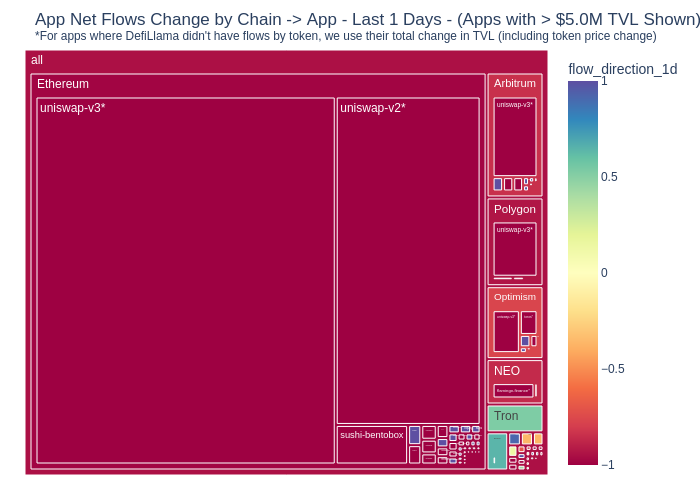 App Net Flows Change by Chain -> App - Last 1 Days - (Apps with > $5.0M TVL Shown)
*For apps where DefiLlama didn't have flows by token, we use their total change in TVL (including token price change)
all
Ethereum
uniswap-v3*
uniswap-v2*
sushi-bentobox
Arbitrum
uniswap-v3*
Polygon
uniswap-v3*
Optimism
NEO
flamingo-finance*
Tron
flow_direction_1d
1
0.5
0
−0.5
−1